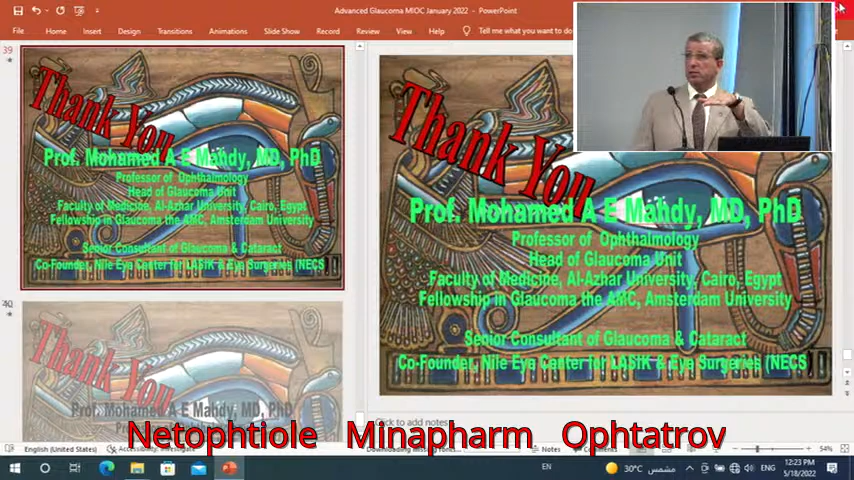 Advanced Glaucoma MIOC January 2022 - PowerPoint
File Home Insert Design Transitions Animations Slide Show Record Review View Help Tell me what you want to do
39
Thank You
Prof. Mohamed A E Mahdy, MD, PhD
Professor of Ophthalmology
Head of Glaucoma Unit
Faculty of Medicine, Al-Azhar University, Cairo, Egypt
Fellowship in Glaucoma the AMC, Amsterdam University
Senior Consultant of Glaucoma & Cataract
Co-Founder, Nile Eye Center for LASIK & Eye Surgeries (NECS
40
Thank You
Prof. Mohamed A E Mahdy, MD, PhD
Thank You
Prof. Mohamed A E Mahdy, MD, PhD
Professor of Ophthalmology
Head of Glaucoma Unit
Faculty of Medicine, Al-Azhar University, Cairo, Egypt
Fellowship in Glaucoma the AMC, Amsterdam University
Senior Consultant of Glaucoma & Cataract
Co-Founder, Nile Eye Center for LASIK & Eye Surgeries (NECS
Click to add notes
Netophtiole Minapharm Ophtatrov
English (United States) Notes 54%
EN 30°C مشمس ENG 12:23 PM
5/18/2022